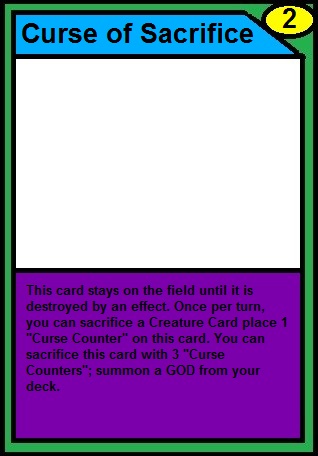 Curse of Sacrifice
2
This card stays on the field until it is
destroyed by an effect. Once per turn,
you can sacrifice a Creature Card place 1
"Curse Counter" on this card. You can
sacrifice this card with 3 "Curse
Counters"; summon a GOD from your
deck.